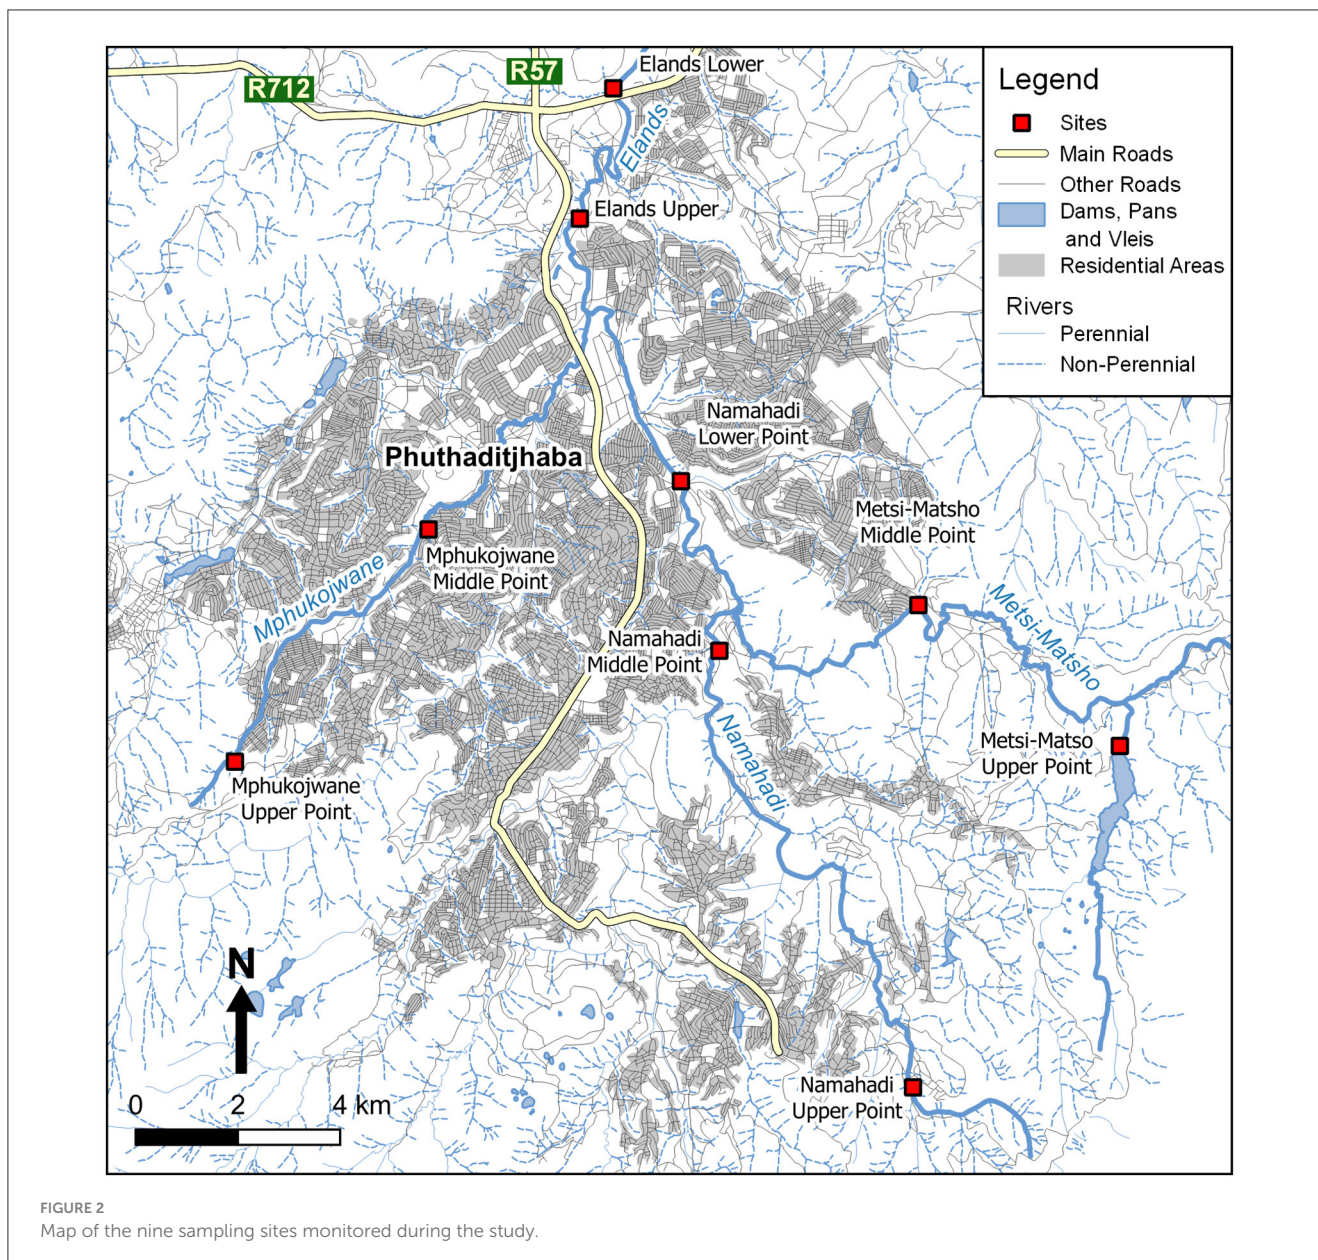 Elands Lower
R57
R712
Elands
Elands Upper
Legend
Sites
Main Roads
Other Roads
Dams, Pans
and Vleis
Residential Areas
Rivers
Perennial
Non-Perennial
Namahadi
Lower Point
Phuthaditjhaba
Metsi-Matsho
Middle Point
Mphukojwane
Middle Point
Mphukojwane
Metsi-Matsho
Namahadi
Middle Point
Namahadi
Metsi-Matso
Upper Point
Mphukojwane
Upper Point
N
Namahadi
Upper Point
0 2 4 km
FIGURE 2
Map of the nine sampling sites monitored during the study.